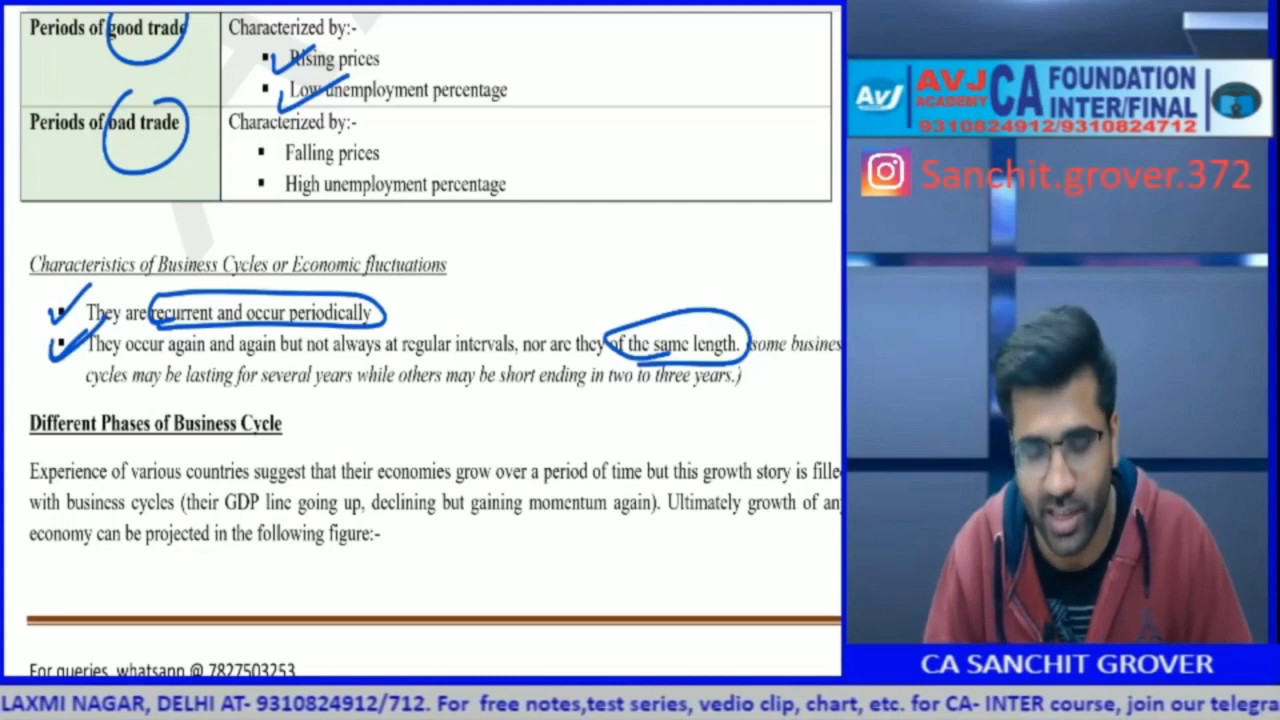 Periods of good trade
Characterized by:-
▪ Rising prices
▪ Low unemployment percentage
Periods of bad trade
Characterized by:-
▪ Falling prices
▪ High unemployment percentage
Characteristics of Business Cycles or Economic fluctuations
▪ They are recurrent and occur periodically
▪ They occur again and again but not always at regular intervals, nor are they of the same length. (some busines
cycles may be lasting for several years while others may be short ending in two to three years.)
Different Phases of Business Cycle
Experience of various countries suggest that their economies grow over a period of time but this growth story is fille
with business cycles (their GDP line going up, declining but gaining momentum again). Ultimately growth of any
economy can be projected in the following figure:-
For queries, whatsapp @ 7827503253
AVJ
AVJ
ACADEMY
CA
FOUNDATION
INTER/FINAL
9310824912/9310824712
Sanchit.grover.372
CA SANCHIT GROVER
LAXMI NAGAR, DELHI AT- 9310824912/712. For free notes,test series, vedio clip, chart, etc. for CA- INTER course, join our telegra